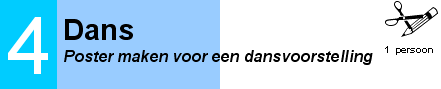 4
Dans
Poster maken voor een dansvoorstelling
1 persoon